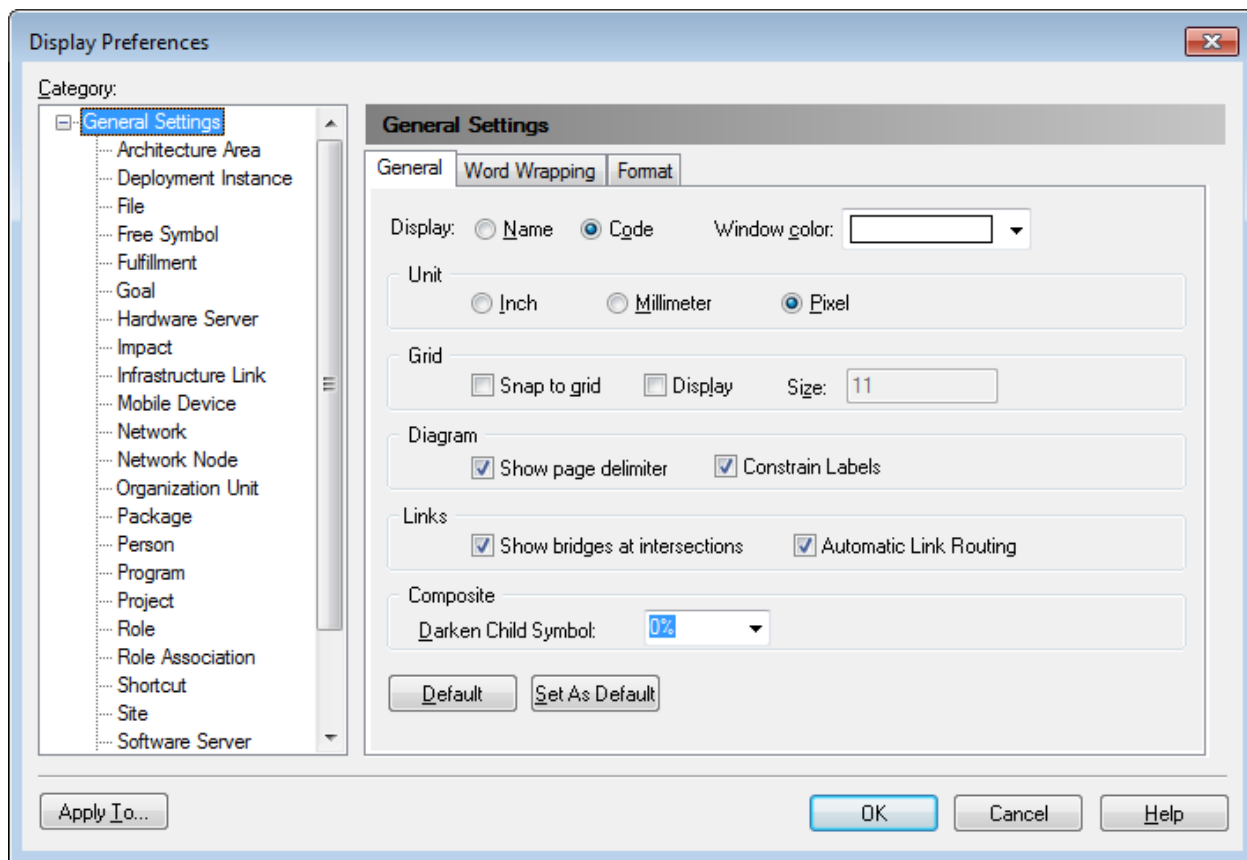 Display Preferences
Category:
General Settings
Architecture Area
Deployment Instance
File
Free Symbol
Fulfillment
Goal
Hardware Server
Impact
Infrastructure Link
Mobile Device
Network
Network Node
Organization Unit
Package
Person
Program
Project
Role
Role Association
Shortcut
Site
Software Server
General Settings
General Word Wrapping Format
Display: Name Code Window color:
Unit
Inch Millimeter Pixel
Grid
Snap to grid Display Size: 11
Diagram
Show page delimiter Constrain Labels
Links
Show bridges at intersections Automatic Link Routing
Composite
Darken Child Symbol: 0%
Default Set As Default
Apply To... OK Cancel Help